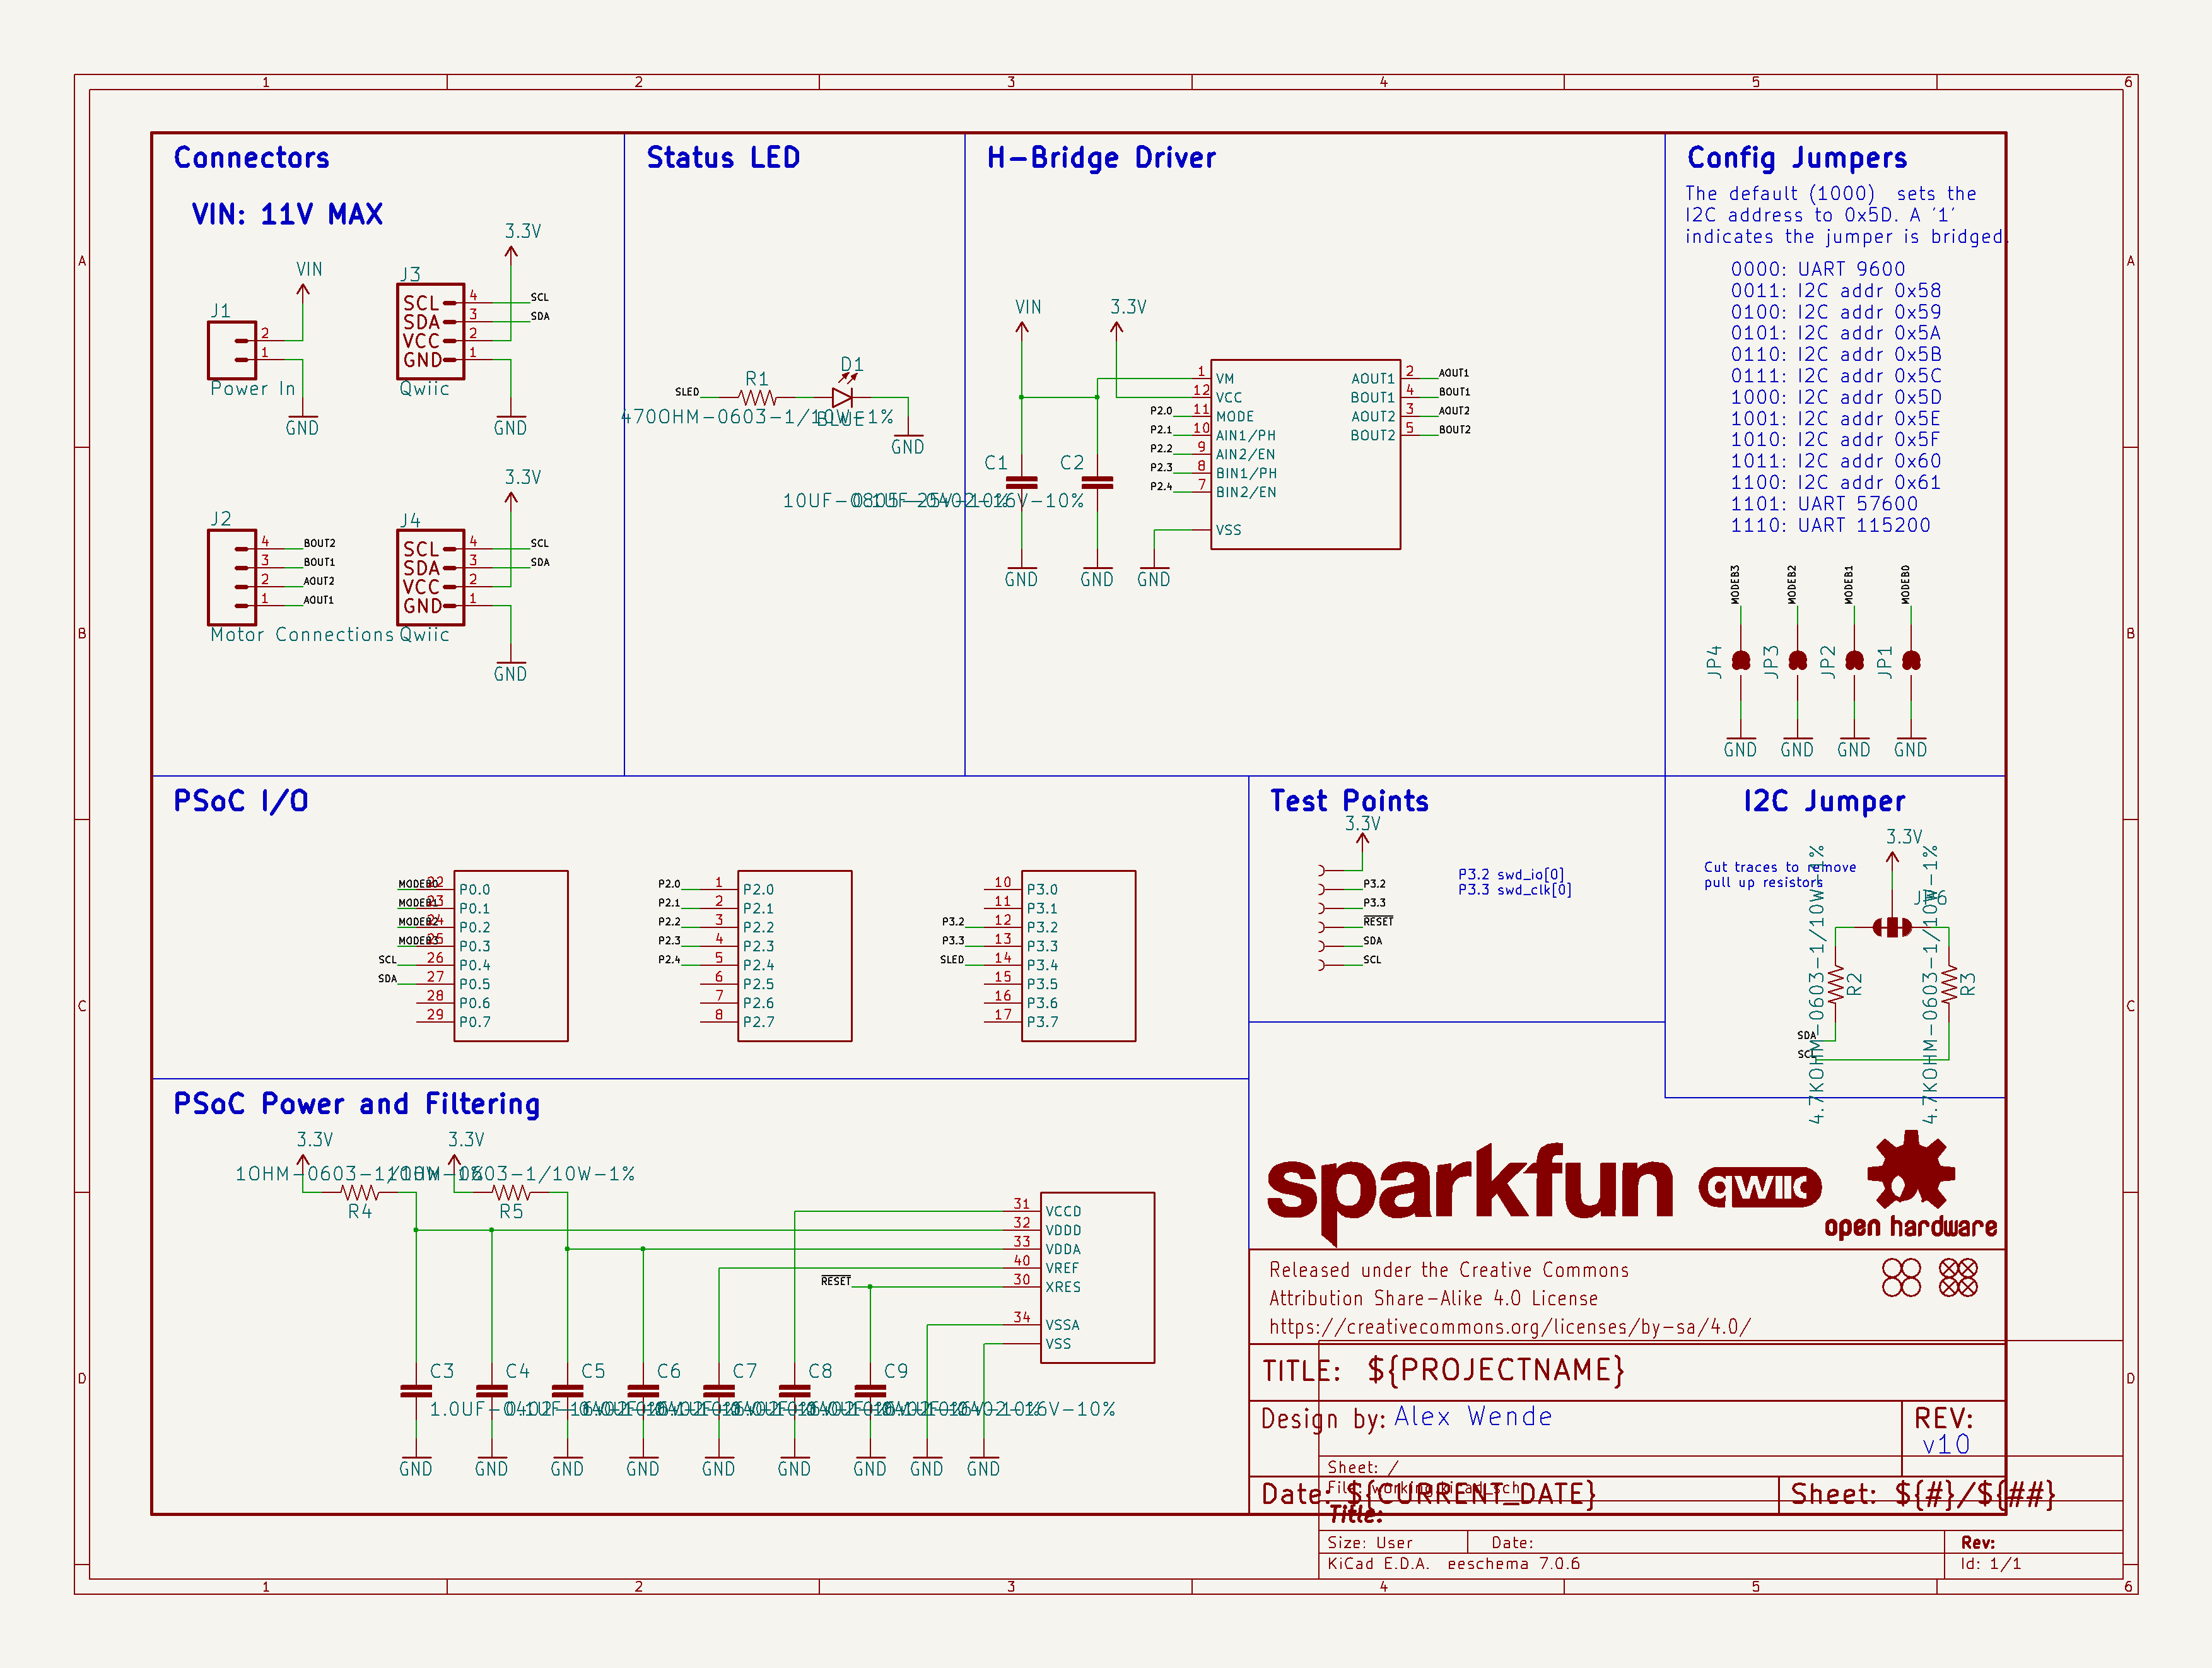 1 2 3 4 5 6
A A
B B
C C
D D
Connectors
VIN: 11V MAX
VIN
J1
2
1
Power In
GND
3.3V
J3
SCL 4 SCL
SDA 3 SDA
VCC 2
GND 1
Qwiic
GND
J2
4 BOUT2
3 BOUT1
2 AOUT2
1 AOUT1
Motor Connections
3.3V
J4
SCL 4 SCL
SDA 3 SDA
VCC 2
GND 1
Qwiic
GND
Status LED
SLED
R1
D1
470OHM-0603-1/10W-1%
BLUE
GND
H-Bridge Driver
VIN
3.3V
C1
C2
10UF-0805-25V-10%
0.1UF-0402-16V-10%
GND
GND
GND
1 VM
12 VCC
P2.0 11 MODE
P2.1 10 AIN1/PH
P2.2 9 AIN2/EN
P2.3 8 BIN1/PH
P2.4 7 BIN2/EN
VSS
AOUT1 2 AOUT1
BOUT1 4 BOUT1
AOUT2 3 AOUT2
BOUT2 5 BOUT2
Config Jumpers
The default (1000) sets the
I2C address to 0x5D. A '1'
indicates the jumper is bridged.
0000: UART 9600
0011: I2C addr 0x58
0100: I2C addr 0x59
0101: I2C addr 0x5A
0110: I2C addr 0x5B
0111: I2C addr 0x5C
1000: I2C addr 0x5D
1001: I2C addr 0x5E
1010: I2C addr 0x5F
1011: I2C addr 0x60
1100: I2C addr 0x61
1101: UART 57600
1110: UART 115200
MODEB3 MODEB2 MODEB1 MODEB0
JP4 JP3 JP2 JP1
GND GND GND GND
PSoC I/O
MODEB0 22 P0.0
MODEB1 23 P0.1
MODEB2 24 P0.2
MODEB3 25 P0.3
SCL 26 P0.4
SDA 27 P0.5
28 P0.6
29 P0.7
P2.0 1 P2.0
P2.1 2 P2.1
P2.2 3 P2.2
P2.3 4 P2.3
P2.4 5 P2.4
6 P2.5
7 P2.6
8 P2.7
10 P3.0
11 P3.1
P3.2 12 P3.2
P3.3 13 P3.3
SLED 14 P3.4
15 P3.5
16 P3.6
17 P3.7
Test Points
3.3V
P3.2
P3.3
RESET
SDA
SCL
P3.2 swd_io[0]
P3.3 swd_clk[0]
I2C Jumper
3.3V
Cut traces to remove
pull up resistors
4.7KOHM-0603-1/10W-1%
R2
4.7KOHM-0603-1/10W-1%
R3
SDA
SCL
PSoC Power and Filtering
3.3V
3.3V
1OHM-0603-1/10W-1%
1OHM-0603-1/10W-1%
R4
R5
31 VCCD
32 VDDD
33 VDDA
40 VREF
RESET 30 XRES
34 VSSA
VSS
C3 C4 C5 C6 C7 C8 C9
GND GND GND GND GND GND GND GND GND
sparkfun
qwiic
open hardware
Released under the Creative Commons
Attribution Share-Alike 4.0 License
https://creativecommons.org/licenses/by-sa/4.0/
TITLE: ${PROJECTNAME}
Design by: Alex Wende
REV:
v10
Date: ${CURRENT_DATE}
Sheet: ${#}/${##}
Sheet: /
File: working.kicad_sch
Title:
Size: User Date: Rev:
KiCad E.D.A. eeschema 7.0.6 Id: 1/1
1 2 3 4 5 6